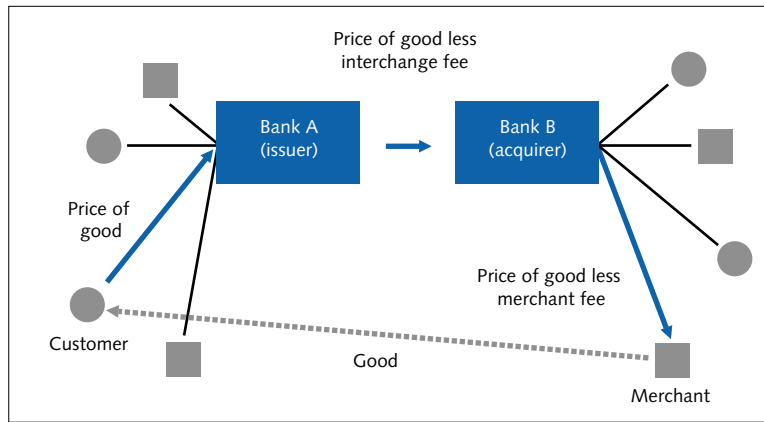 Price of good less
interchange fee
Bank A
(issuer)
Bank B
(acquirer)
Price of
good
Price of good less
merchant fee
Customer
Good
Merchant